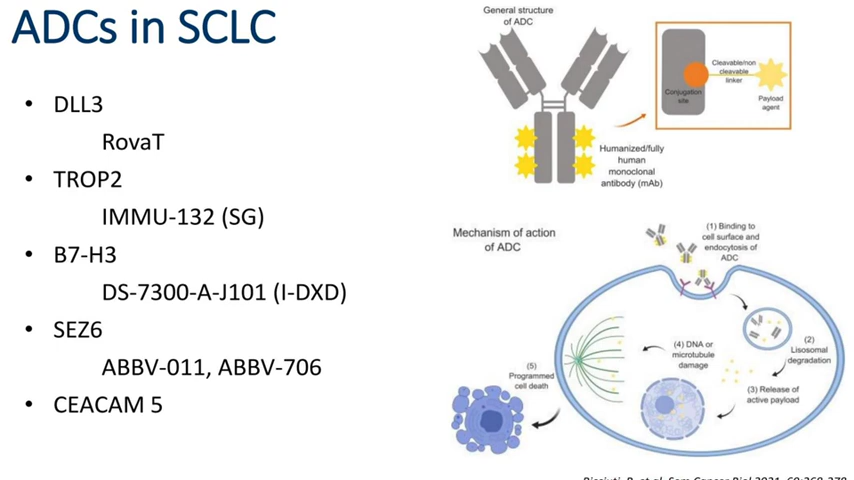 ADCs in SCLC
• DLL3
RovaT
• TROP2
IMMU-132 (SG)
• B7-H3
DS-7300-A-J101 (I-DXD)
• SEZ6
ABBV-011, ABBV-706
• CEACAM 5
General structure
of ADC
Conjugation
site
Cleavable/non
cleavable
linker
Payload
agent
Humanized/fully
human
monoclonal
antibody (mAb)
Mechanism of action
of ADC
(1) Binding to
cell surface and
endocytosis of
ADC
(2)
Lisosomal
degradation
(3) Release of
active payload
(4) DNA or
microtubule
damage
(5)
Programmed
cell death